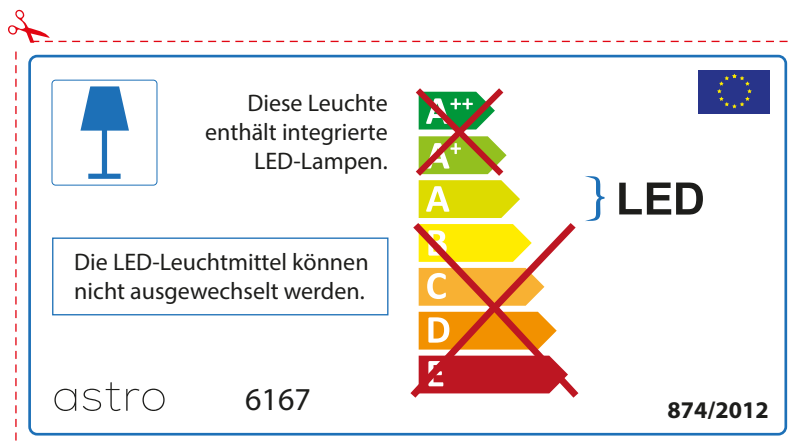 Diese Leuchte
enthält integrierte
LED-Lampen.
Die LED-Leuchtmittel können
nicht ausgewechselt werden.
A++
A+
A
B
C
D
E
LED
astro
6167
874/2012